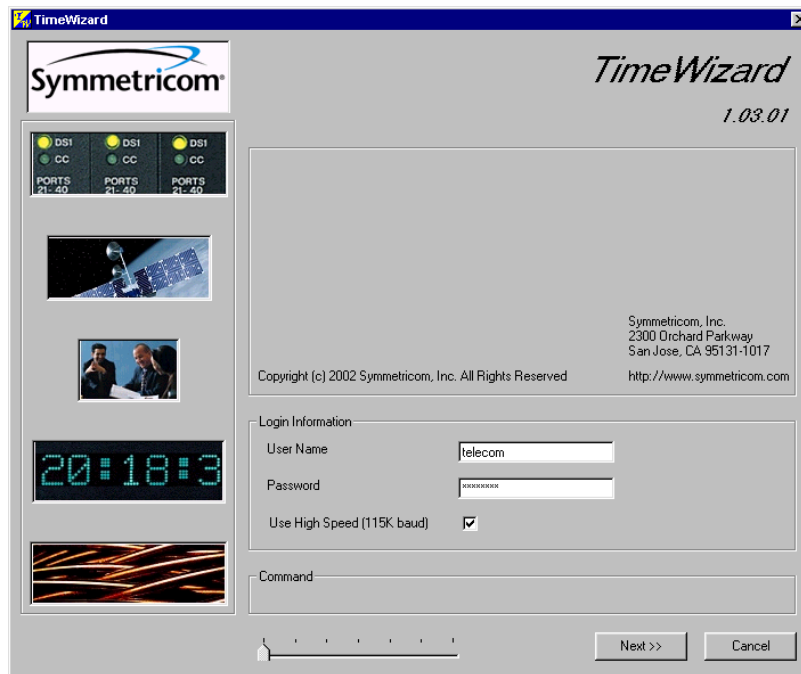 TimeWizard
Symmetricom
TimeWizard
1.03.01
DS1 DS1 DS1
CC CC CC
PORTS PORTS PORTS
21-40 21-40 21-40
20:18:3
Symmetricom, Inc.
2300 Orchard Parkway
San Jose, CA 95131-1017
Copyright (c) 2002 Symmetricom, Inc. All Rights Reserved
http://www.symmetricom.com
Login Information
User Name
telecom
Password
xxxxxxxx
Use High Speed (115K baud)
Command
Next >>
Cancel